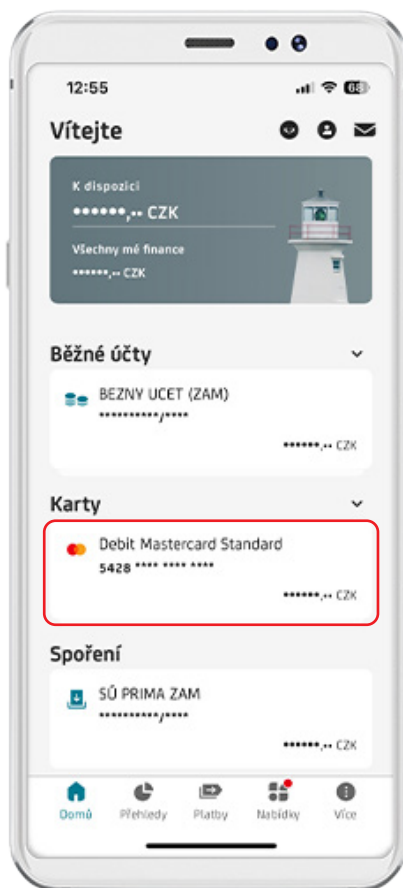 12:55
68
Vítejte
K dispozici
••••••,•• CZK
Všechny mé finance
••••••,•• CZK
Běžné účty
BEZNY UCET (ZAM)
**********/****
••••••,•• CZK
Karty
Debit Mastercard Standard
5428 **** **** ****
••••••,•• CZK
Spoření
SÚ PRIMA ZAM
**********/****
••••••,•• CZK
Domů Přehledy Platby Nabídky Více